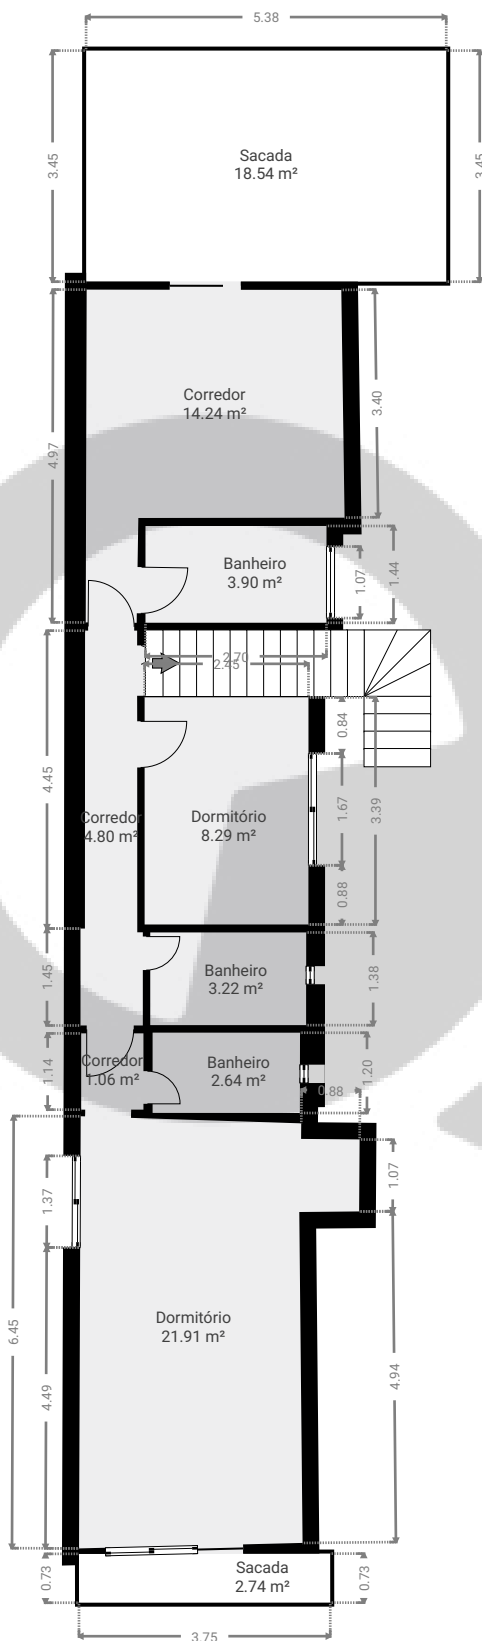 5.38
3.45
3.45
Sacada
18.54 m²
Corredor
14.24 m²
3.40
4.97
Banheiro
3.90 m²
1.07
1.44
2.70
2.45
0.84
4.45
1.67
3.39
Corredor
4.80 m²
Dormitório
8.29 m²
0.88
1.45
Banheiro
3.22 m²
1.38
1.14
Corredor
1.06 m²
Banheiro
2.64 m²
1.20
0.88
1.07
1.37
6.45
Dormitório
21.91 m²
4.49
4.94
0.73
Sacada
2.74 m²
0.73
3.75